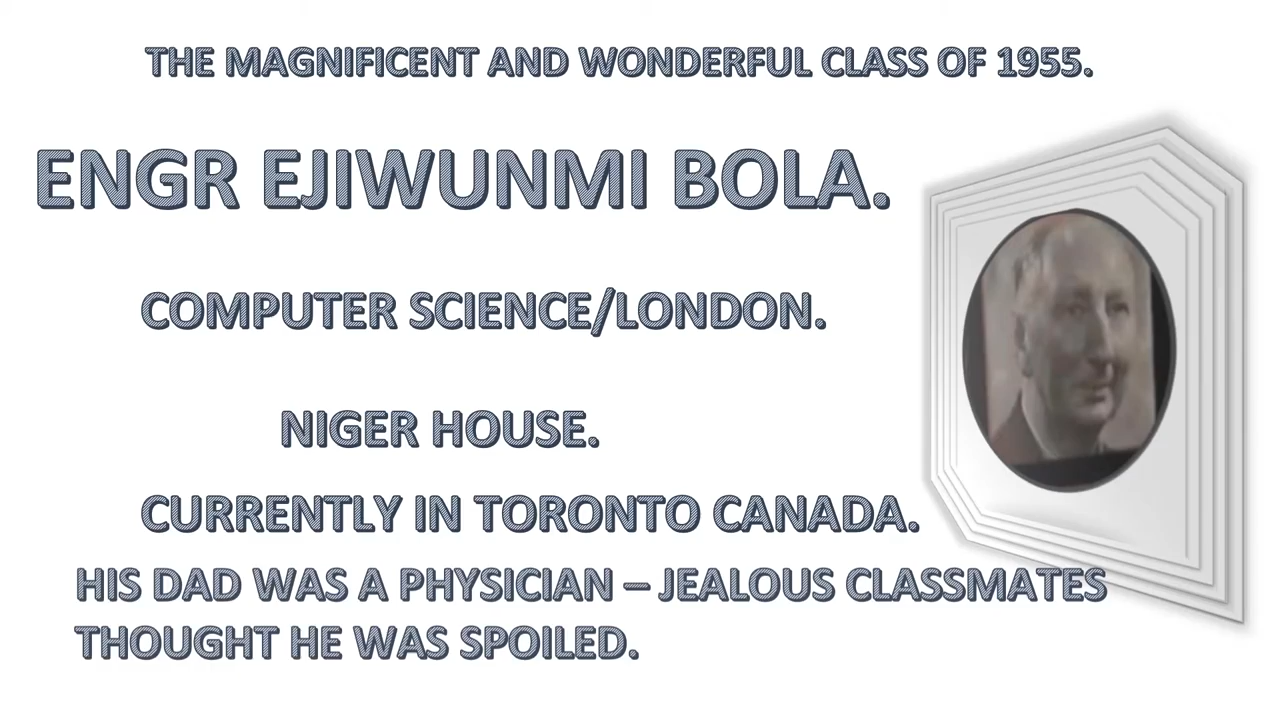 THE MAGNIFICENT AND WONDERFUL CLASS OF 1955.
ENGR EJIWUNMI BOLA.
COMPUTER SCIENCE/LONDON.
NIGER HOUSE.
CURRENTLY IN TORONTO CANADA.
HIS DAD WAS A PHYSICIAN – JEALOUS CLASSMATES
THOUGHT HE WAS SPOILED.